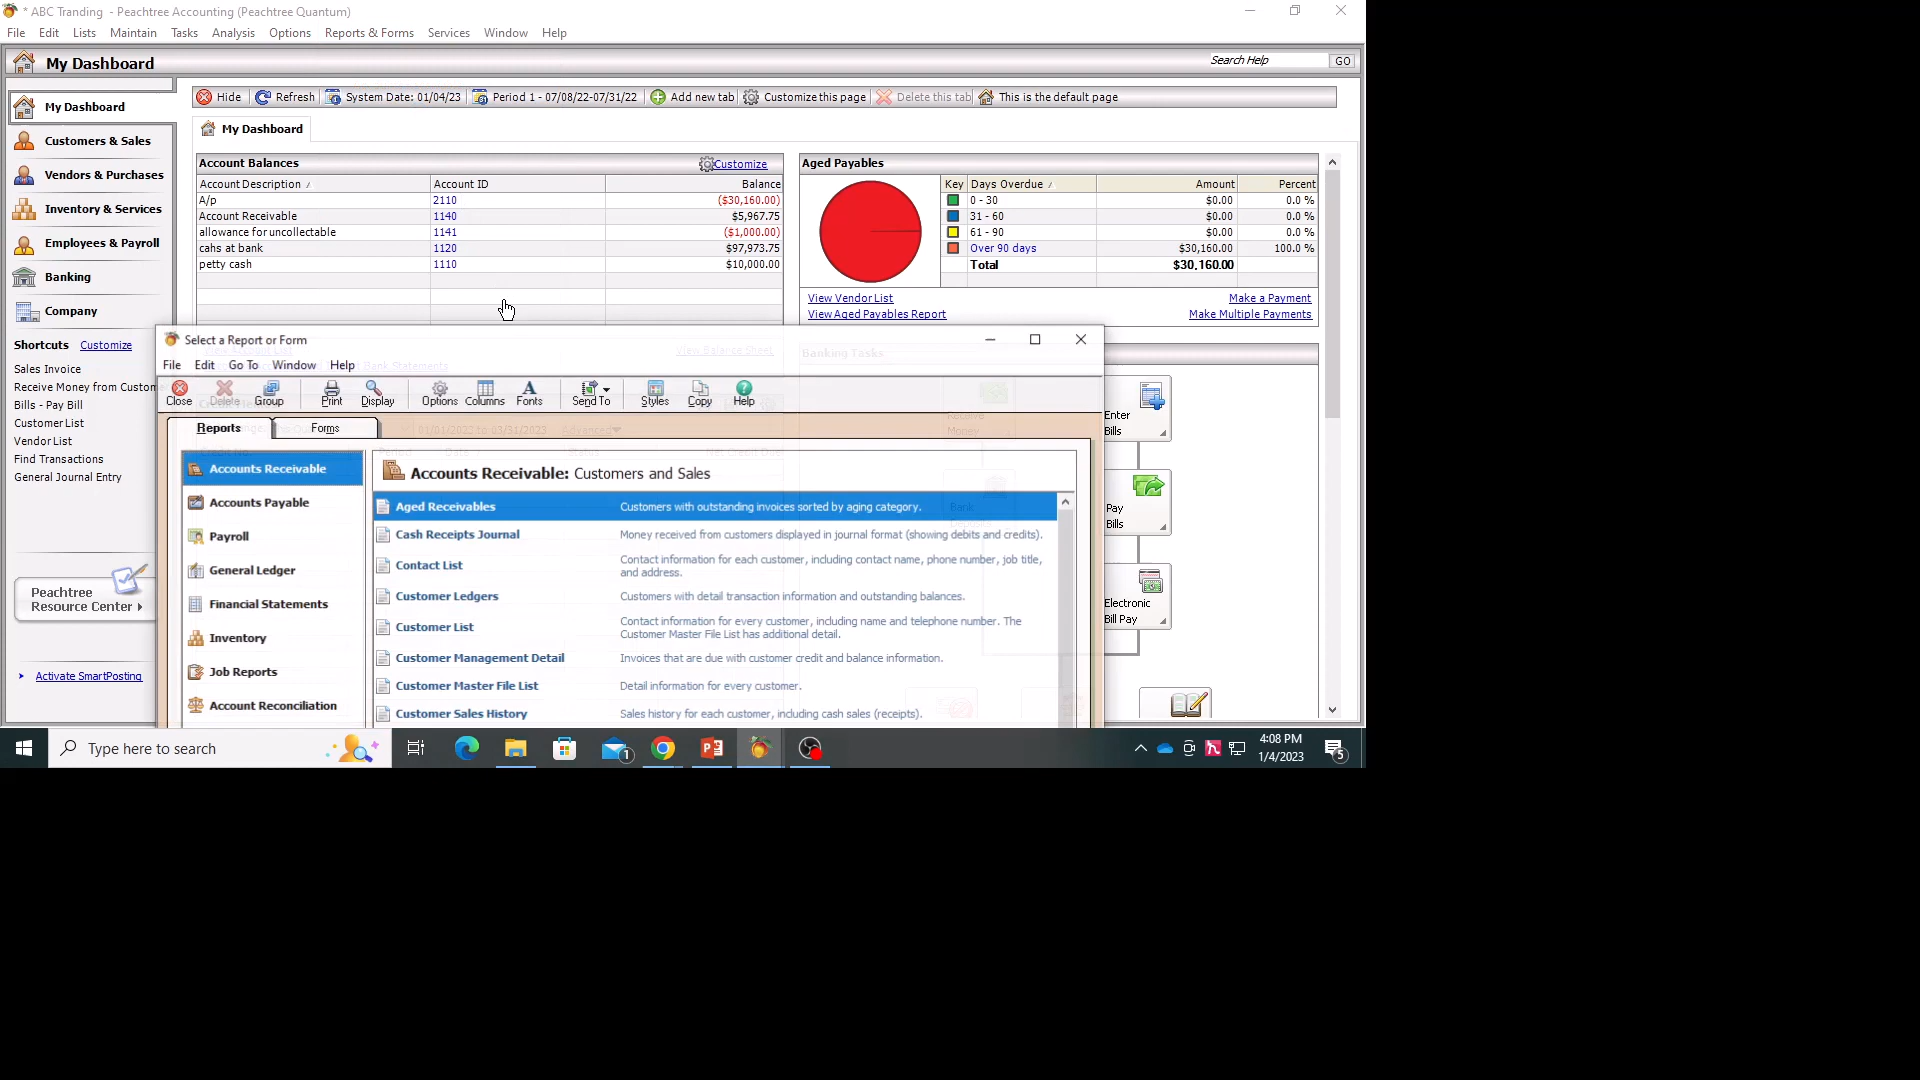 * ABC Tranding - Peachtree Accounting (Peachtree Quantum)
File Edit Lists Maintain Tasks Analysis Options Reports & Forms Services Window Help
My Dashboard
Search Help GO
My Dashboard
Customers & Sales
Vendors & Purchases
Inventory & Services
Employees & Payroll
Banking
Company
Shortcuts Customize
Sales Invoice
Receive Money from Custom
Bills - Pay Bill
Customer List
Vendor List
Find Transactions
General Journal Entry
Peachtree
Resource Center
Activate SmartPosting
Hide Refresh System Date: 01/04/23 Period 1 - 07/08/22-07/31/22 Add new tab Customize this page Delete this tab This is the default page
My Dashboard
Account Balances Customize
Account Description Account ID Balance
A/p 2110 ($30,160.00)
Account Receivable 1140 $5,967.75
allowance for uncollectable 1141 ($1,000.00)
cahs at bank 1120 $97,973.75
petty cash 1110 $10,000.00
Aged Payables
Key Days Overdue Amount Percent
0 - 30 $0.00 0.0 %
31 - 60 $0.00 0.0 %
61 - 90 $0.00 0.0 %
Over 90 days $30,160.00 100.0 %
Total $30,160.00
View Vendor List Make a Payment
View Aged Payables Report Make Multiple Payments
View Balance Sheet
Banking Tasks
Enter
Bills
Pay
Bills
Electronic
Bill Pay
Select a Report or Form
File Edit Go To Window Help
Close Delete Group Print Display Options Columns Fonts Send To Styles Copy Help
Reports Forms
01/01/2023 to 03/31/2023 Advanced
Receive
Money
Accounts Receivable
Accounts Payable
Payroll
General Ledger
Financial Statements
Inventory
Job Reports
Account Reconciliation
Accounts Receivable: Customers and Sales
Aged Receivables Customers with outstanding invoices sorted by aging category.
Cash Receipts Journal Money received from customers displayed in journal format (showing debits and credits).
Contact List Contact information for each customer, including contact name, phone number, job title,
and address.
Customer Ledgers Customers with detail transaction information and outstanding balances.
Customer List Contact information for every customer, including name and telephone number. The
Customer Master File List has additional detail.
Customer Management Detail Invoices that are due with customer credit and balance information.
Customer Master File List Detail information for every customer.
Customer Sales History Sales history for each customer, including cash sales (receipts).
Type here to search
1
4:08 PM
1/4/2023
5